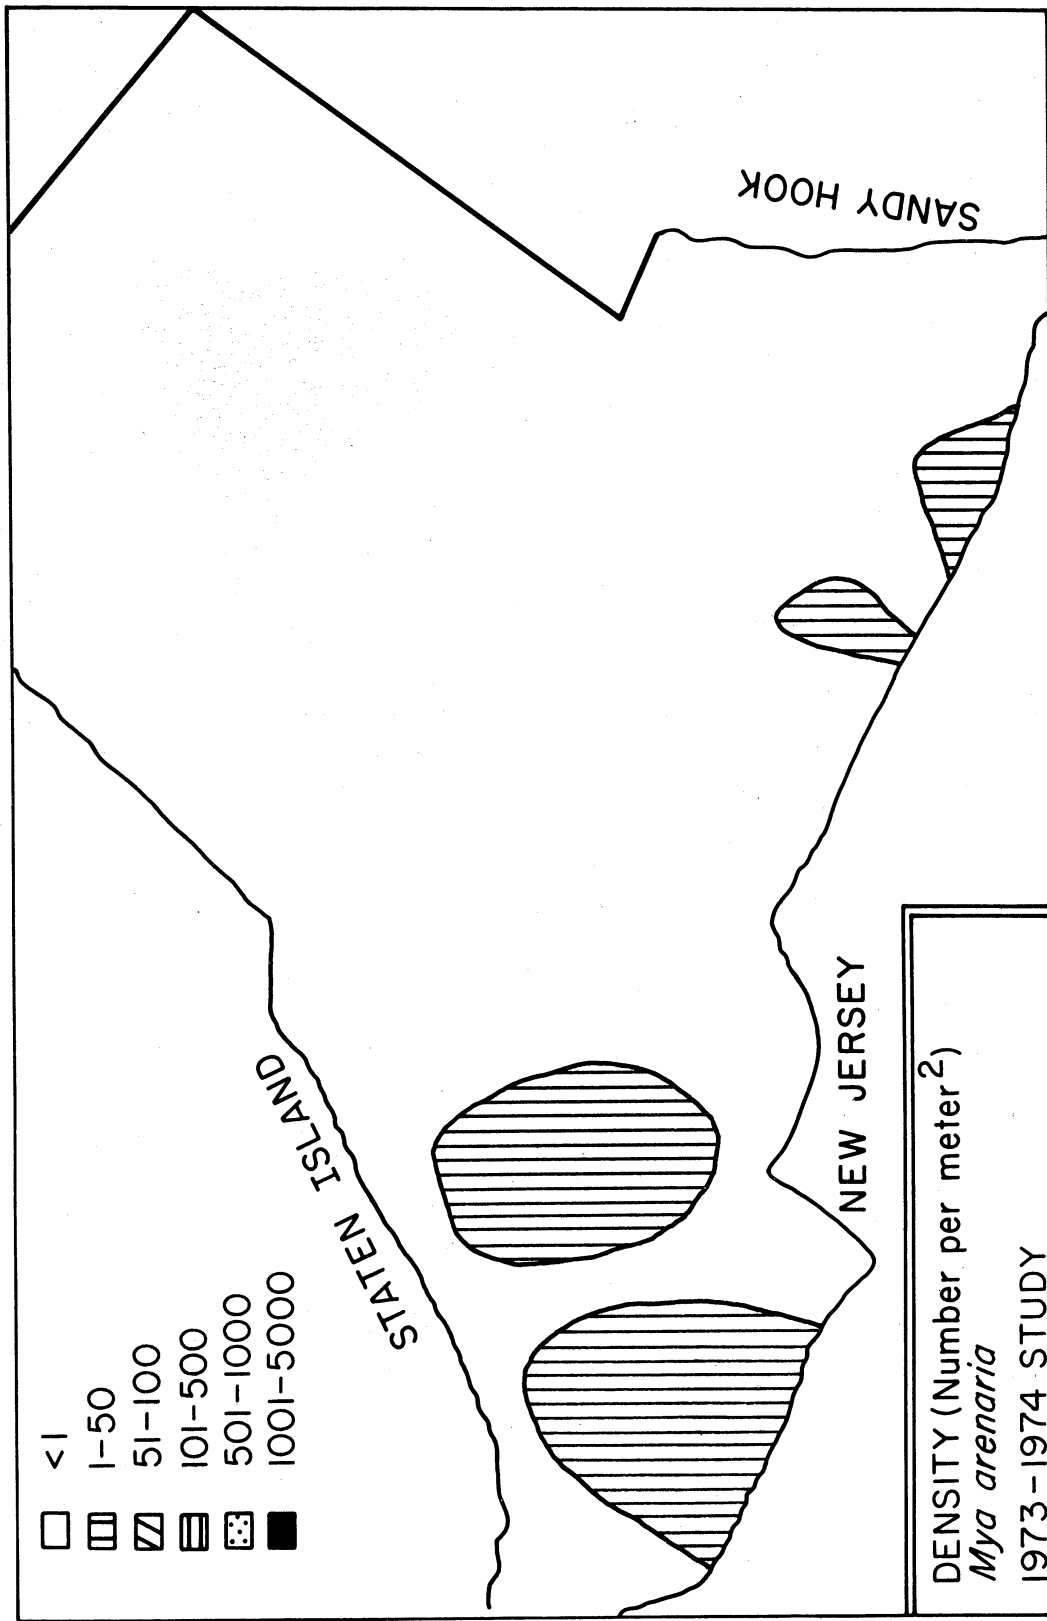 <1
1-50
51-100
101-500
501-1000
1001-5000
STATEN ISLAND
SANDY HOOK
NEW JERSEY
DENSITY (Number per meter²)
Mya arenaria
1973-1974 STUDY